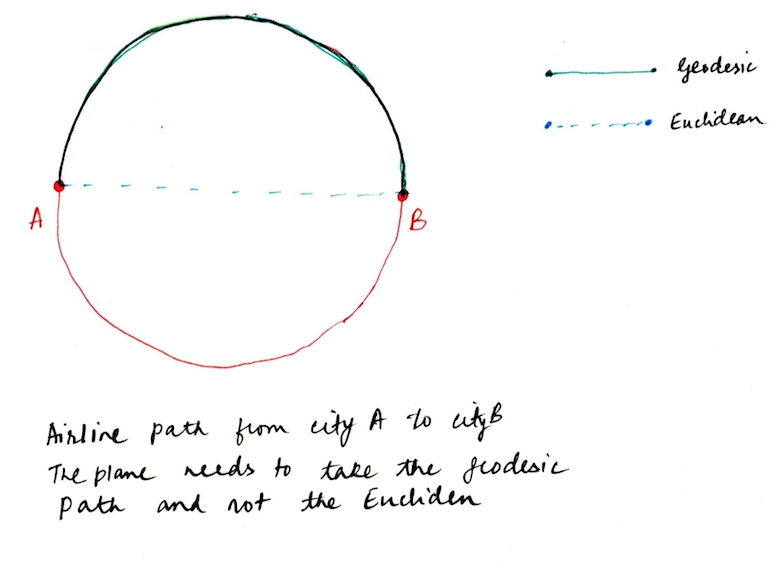 Geodesic
Euclidean
A
B
Airline path from city A to city B
The plane needs to take the geodesic
Path and not the Eucliden